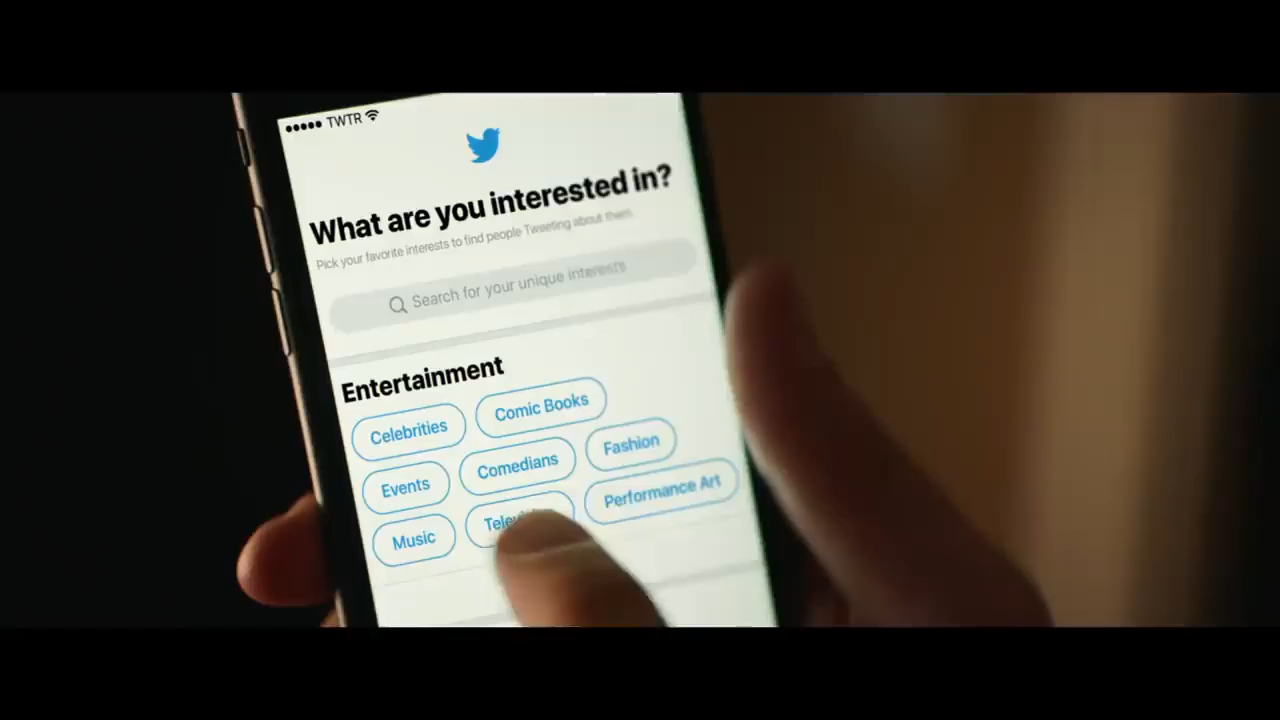 TWTR
What are you interested in?
Pick your favorite interests to find people Tweeting about them
Search for your unique interests
Entertainment
Celebrities
Comic Books
Events
Comedians
Fashion
Music
Performance Art